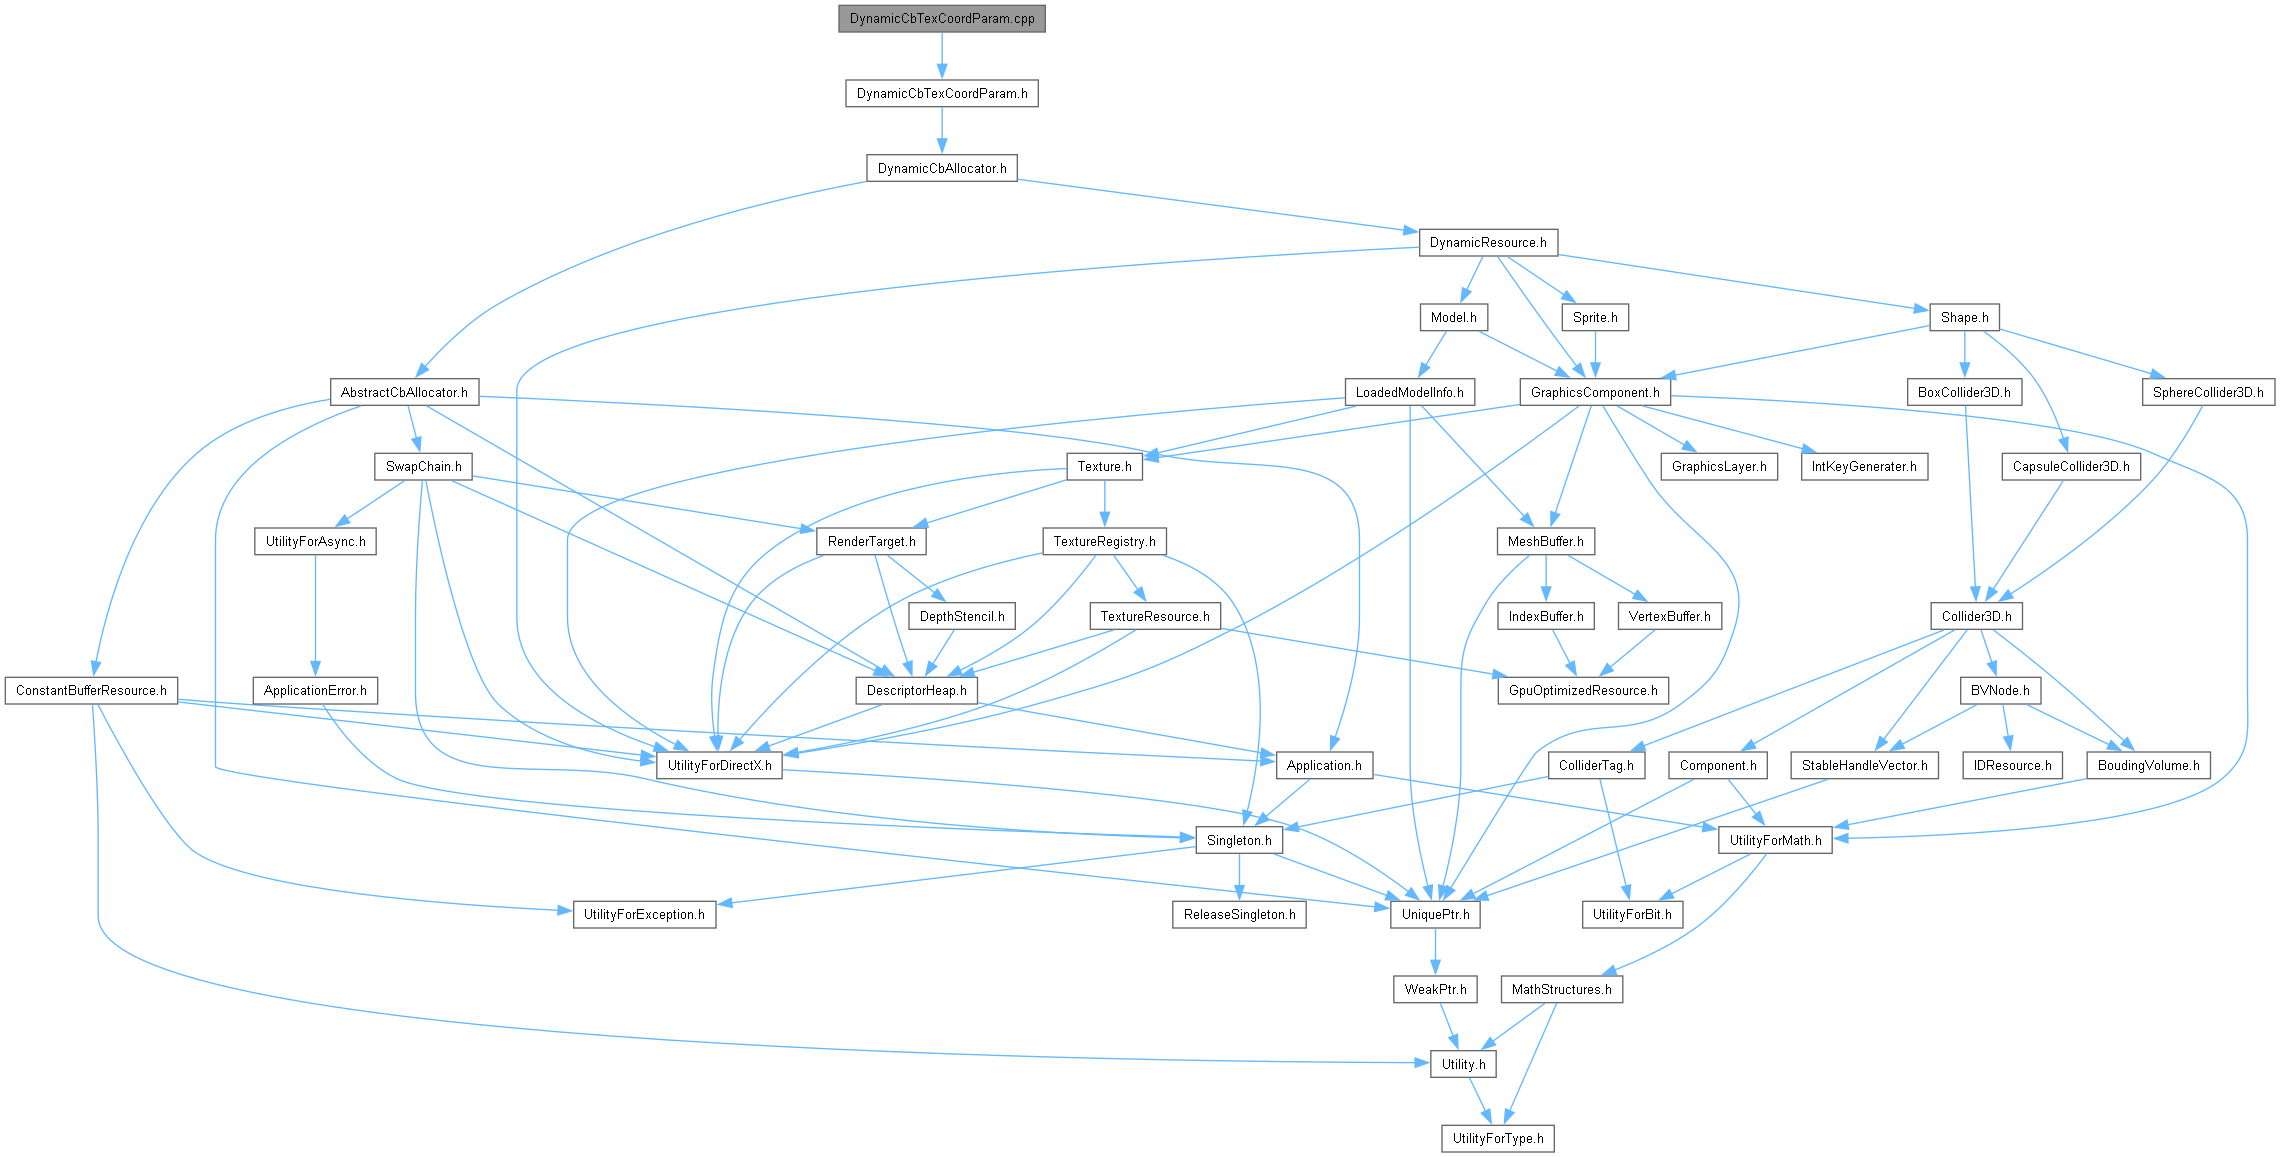 DynamicCbTexCoordParam.cpp
DynamicCbTexCoordParam.h
DynamicCbAllocator.h
DynamicResource.h
Model.h
Sprite.h
Shape.h
AbstractCbAllocator.h
LoadedModelInfo.h
GraphicsComponent.h
BoxCollider3D.h
SphereCollider3D.h
SwapChain.h
Texture.h
GraphicsLayer.h
IntKeyGenerater.h
CapsuleCollider3D.h
UtilityForAsync.h
RenderTarget.h
TextureRegistry.h
MeshBuffer.h
DepthStencil.h
TextureResource.h
IndexBuffer.h
VertexBuffer.h
Collider3D.h
ConstantBufferResource.h
ApplicationError.h
DescriptorHeap.h
GpuOptimizedResource.h
BVNode.h
UtilityForDirectX.h
Application.h
ColliderTag.h
Component.h
StableHandleVector.h
IDResource.h
BoudingVolume.h
Singleton.h
UtilityForMath.h
UtilityForException.h
ReleaseSingleton.h
UniquePtr.h
UtilityForBit.h
WeakPtr.h
MathStructures.h
Utility.h
UtilityForType.h